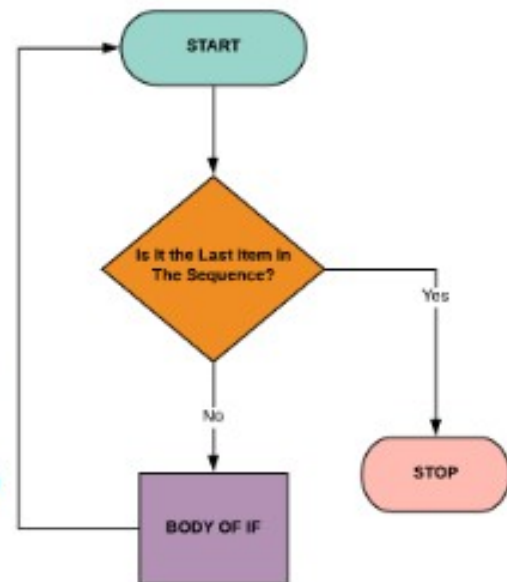 START
Is It the Last Item in
The Sequence?
Yes
No
STOP
BODY OF IF